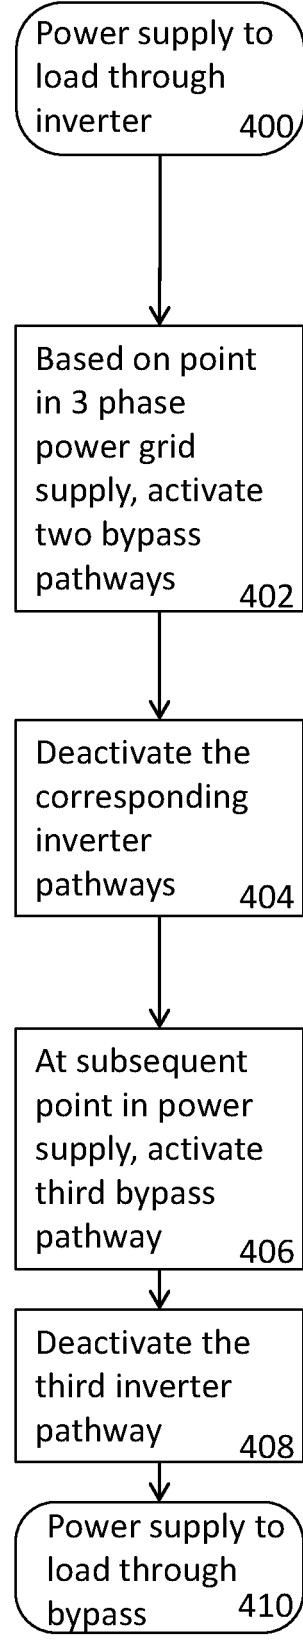 Power supply to
load through
inverter 400
Based on point
in 3 phase
power grid
supply, activate
two bypass
pathways 402
Deactivate the
corresponding
inverter
pathways 404
At subsequent
point in power
supply, activate
third bypass
pathway 406
Deactivate the
third inverter
pathway 408
Power supply to
load through
bypass 410